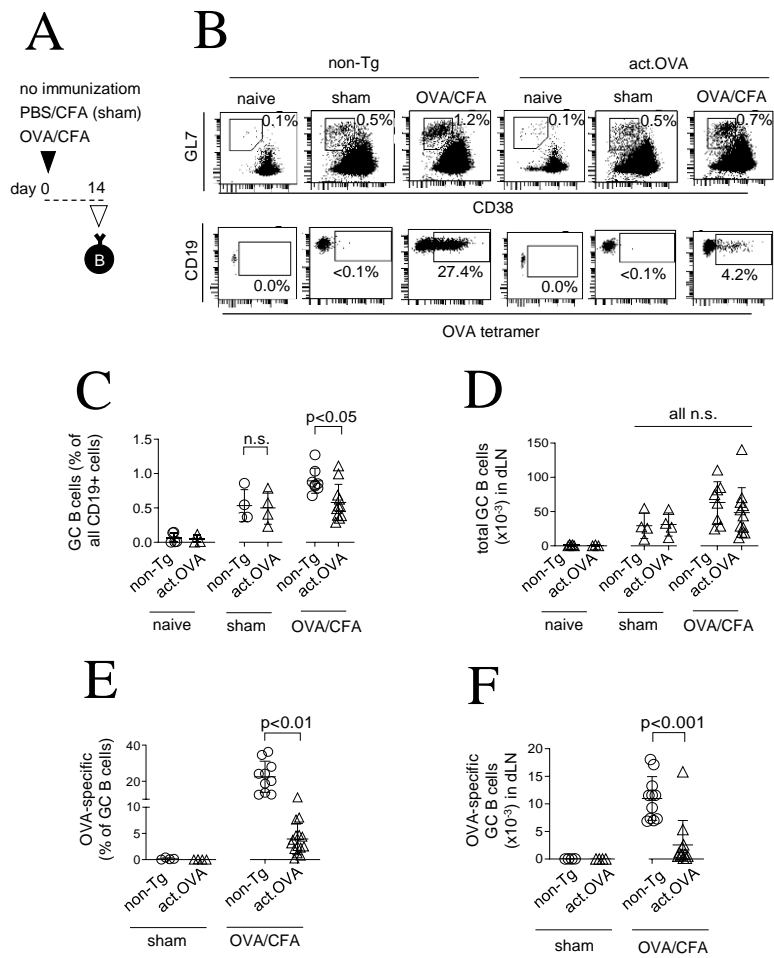 A
no immunizatiom
PBS/CFA (sham)
OVA/CFA
day 0 14
B
B
non-Tg act.OVA
naive sham OVA/CFA naive sham OVA/CFA
GL7
0.1% 0.5% 1.2% 0.1% 0.5% 0.7%
CD38
CD19
0.0% <0.1% 27.4% 0.0% <0.1% 4.2%
OVA tetramer
C
GC B cells (% of
all CD19+ cells)
1.5
1.0
0.5
0.0
n.s.
p<0.05
non-Tg act.OVA non-Tg act.OVA non-Tg act.OVA
naive sham OVA/CFA
D
total GC B cells
(x10-³) in dLN
150
100
50
0
all n.s.
non-Tg act.OVA non-Tg act.OVA non-Tg act.OVA
naive sham OVA/CFA
E
OVA-specific
(% of GC B cells)
40
20
10
5
0
p<0.01
non-Tg act.OVA non-Tg act.OVA
sham OVA/CFA
F
OVA-specific
GC B cells
(x10-³) in dLN
20
15
10
5
0
p<0.001
non-Tg act.OVA non-Tg act.OVA
sham OVA/CFA